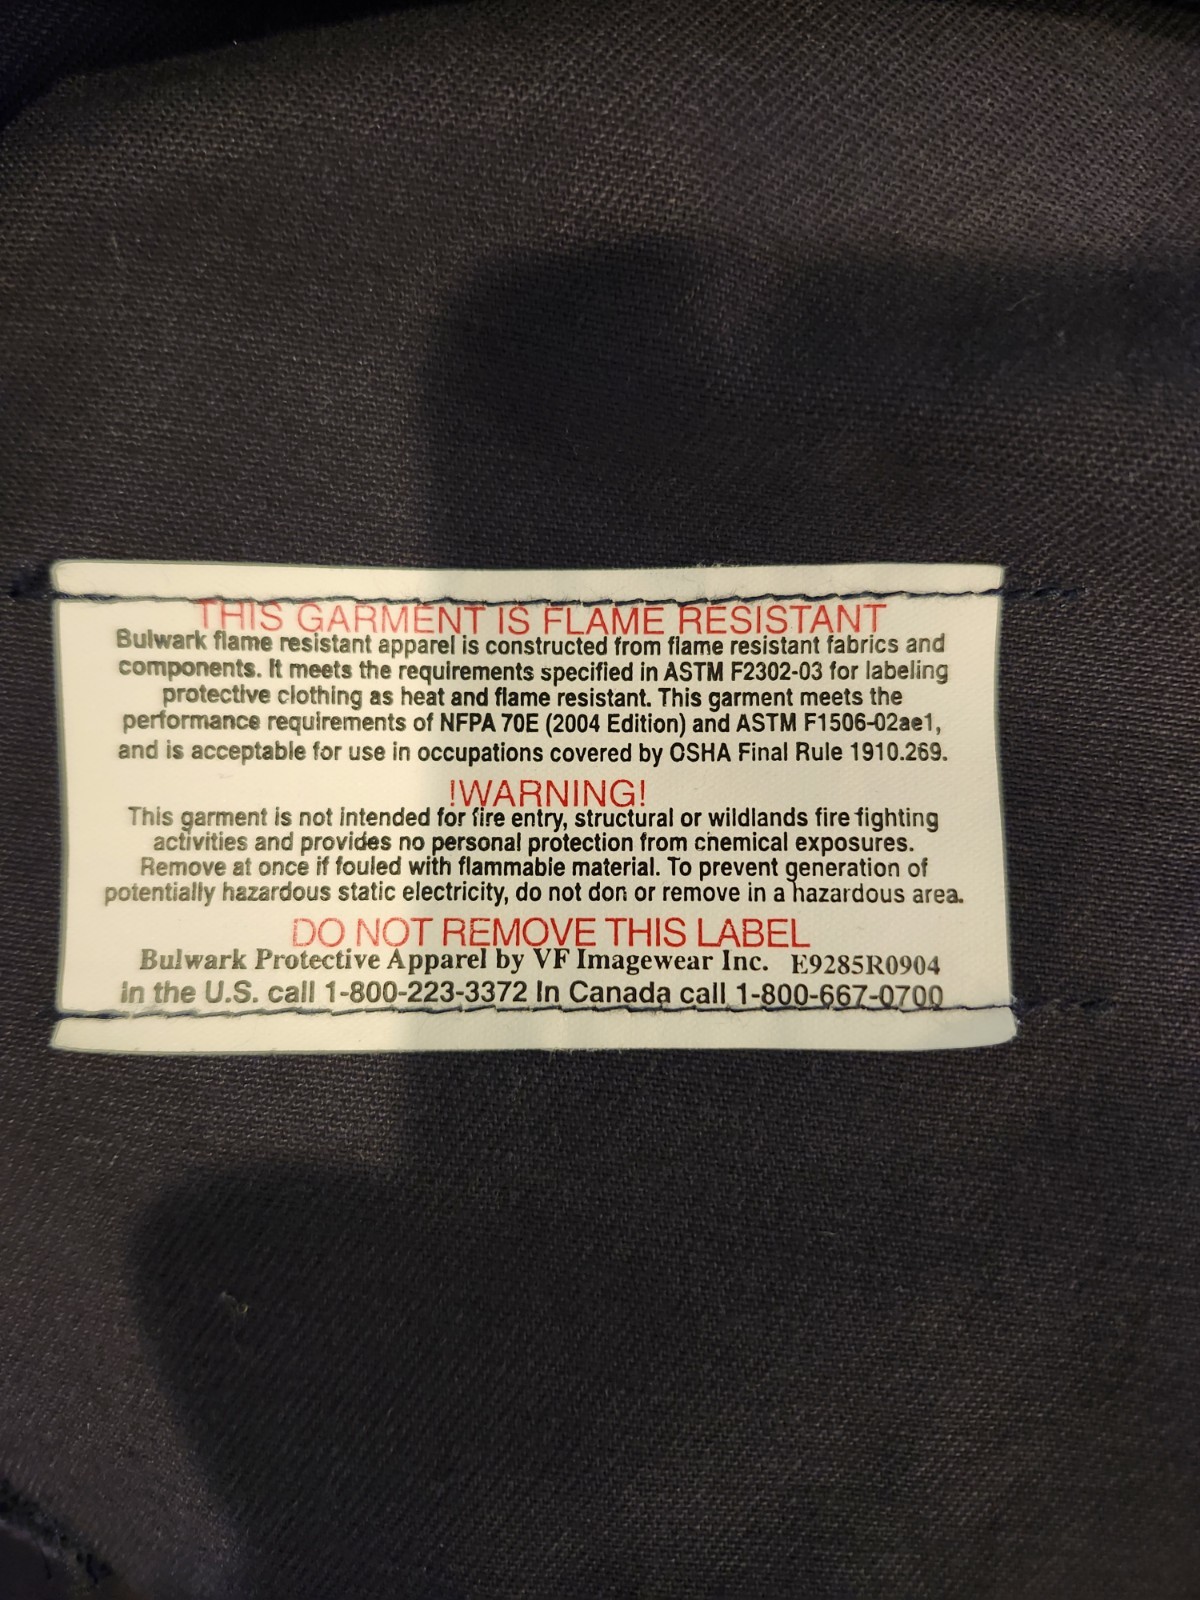 THIS GARMENT IS FLAME RESISTANT
Bulwark flame resistant apparel is constructed from flame resistant fabrics and
components. It meets the requirements specified in ASTM F2302-03 for labeling
protective clothing as heat and flame resistant. This garment meets the
performance requirements of NFPA 70E (2004 Edition) and ASTM F1506-02ae1,
and is acceptable for use in occupations covered by OSHA Final Rule 1910.269.
!WARNING!
This garment is not intended for fire entry, structural or wildlands fire fighting
activities and provides no personal protection from chemical exposures.
Remove at once if fouled with flammable material. To prevent generation of
potentially hazardous static electricity, do not don or remove in a hazardous area.
DO NOT REMOVE THIS LABEL
Bulwark Protective Apparel by VF Imagewear Inc. E9285R0904
In the U.S. call 1-800-223-3372 In Canada call 1-800-667-0700